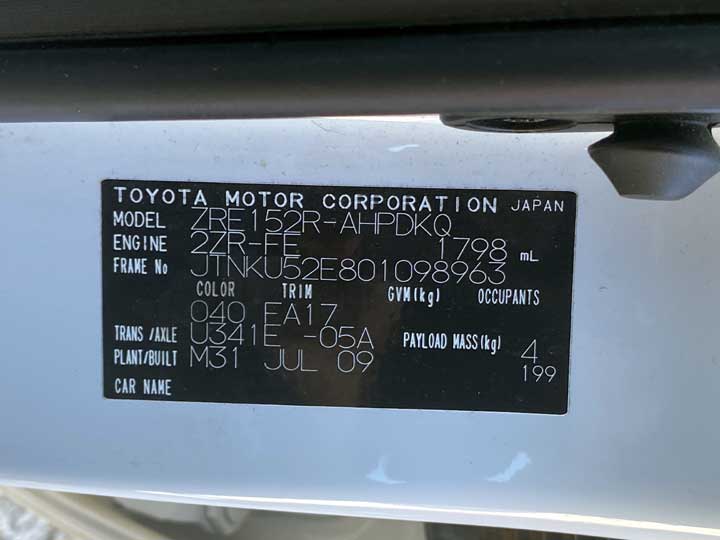 TOYOTA MOTOR CORPORATION JAPAN
MODEL ZRE152R-AHPDKQ
ENGINE 2ZR-FE 1798 mL
FRAME No JTNKU52E801098963
COLOR TRIM GVM(kg) OCCUPANTS
040 EA17
TRANS/AXLE U341E -05A PAYLOAD MASS(kg) 4
PLANT/BUILT M31 JUL 09 199
CAR NAME